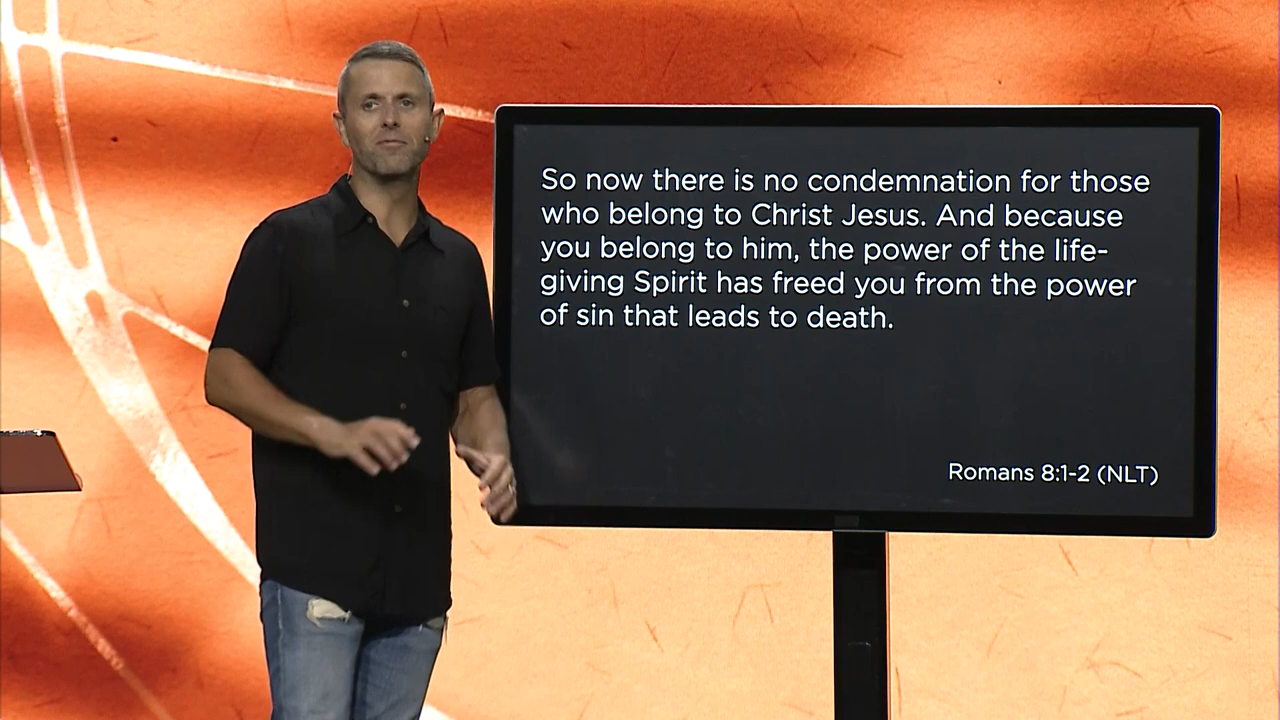 So now there is no condemnation for those
who belong to Christ Jesus. And because
you belong to him, the power of the life-
giving Spirit has freed you from the power
of sin that leads to death.
Romans 8:1-2 (NLT)